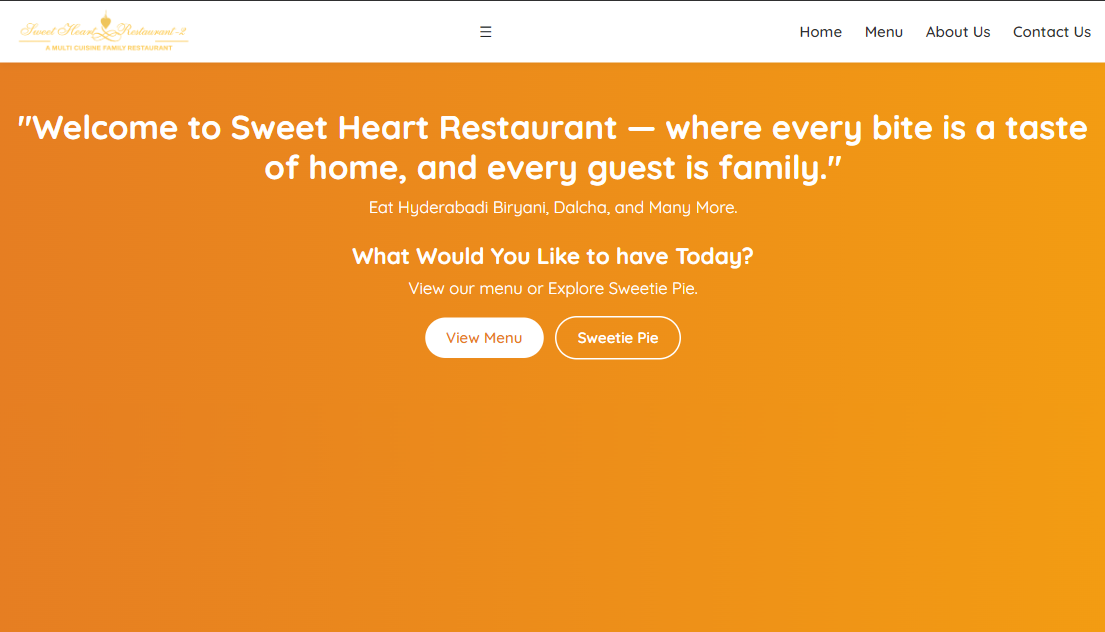 Sweet Heart Restaurant-2
A MULTI CUISINE FAMILY RESTAURANT
☰
Home Menu About Us Contact Us
"Welcome to Sweet Heart Restaurant — where every bite is a taste
of home, and every guest is family."
Eat Hyderabadi Biryani, Dalcha, and Many More.
What Would You Like to have Today?
View our menu or Explore Sweetie Pie.
View Menu Sweetie Pie